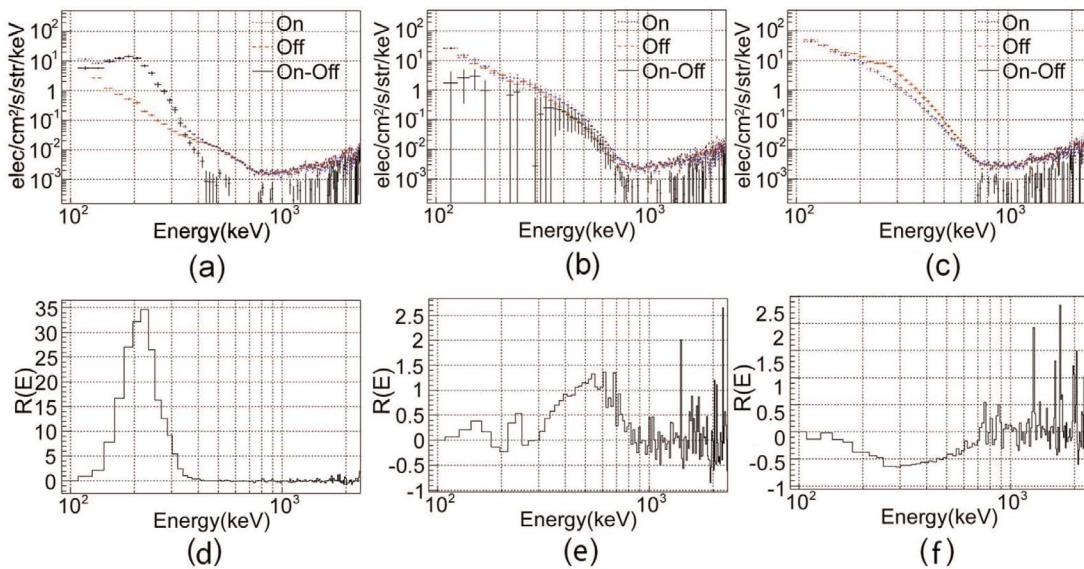 elec/cm²/s/str/keV
10²
10
1
10⁻¹
10⁻²
10⁻³
On
Off
On-Off
10²
10³
Energy(keV)
(a)
elec/cm²/s/str/keV
10²
10
1
10⁻¹
10⁻²
10⁻³
On
Off
On-Off
10²
10³
Energy(keV)
(b)
elec/cm²/s/str/keV
10²
10
1
10⁻¹
10⁻²
10⁻³
On
Off
On-Off
10²
10³
Energy(keV)
(c)
R(E)
35
30
25
20
15
10
5
0
10²
10³
Energy(keV)
(d)
R(E)
2.5
2
1.5
1
0.5
0
-0.5
-1
10²
10³
Energy(keV)
(e)
R(E)
2.5
2
1.5
1
0.5
0
-0.5
-1
10²
10³
Energy(keV)
(f)